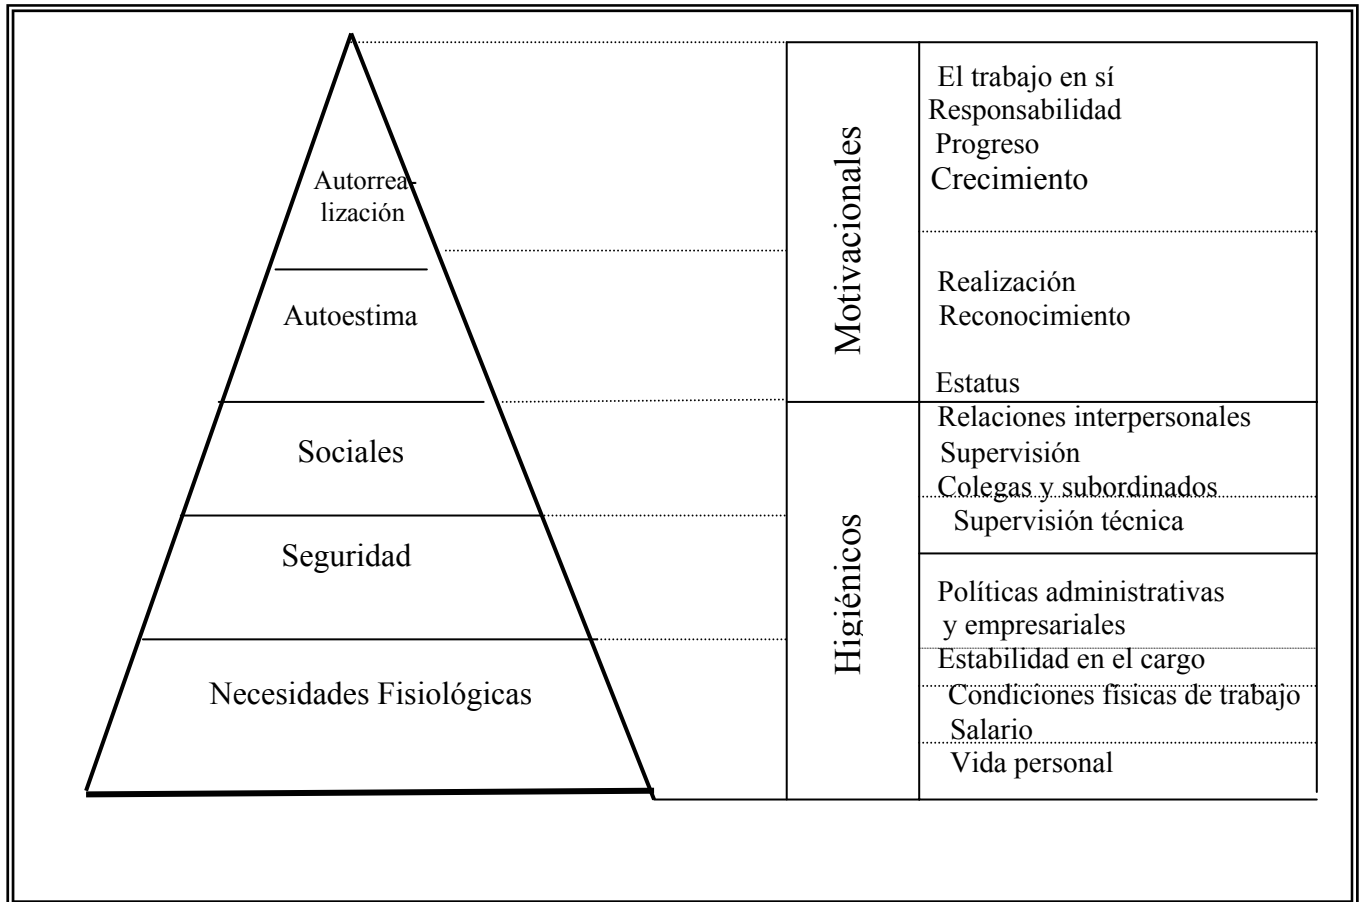 Autorrea-
lización
Autoestima
Sociales
Seguridad
Necesidades Fisiológicas
Motivacionales
Higiénicos
El trabajo en sí
Responsabilidad
Progreso
Crecimiento
Realización
Reconocimiento
Estatus
Relaciones interpersonales
Supervisión
Colegas y subordinados
Supervisión técnica
Políticas administrativas
y empresariales
Estabilidad en el cargo
Condiciones físicas de trabajo
Salario
Vida personal